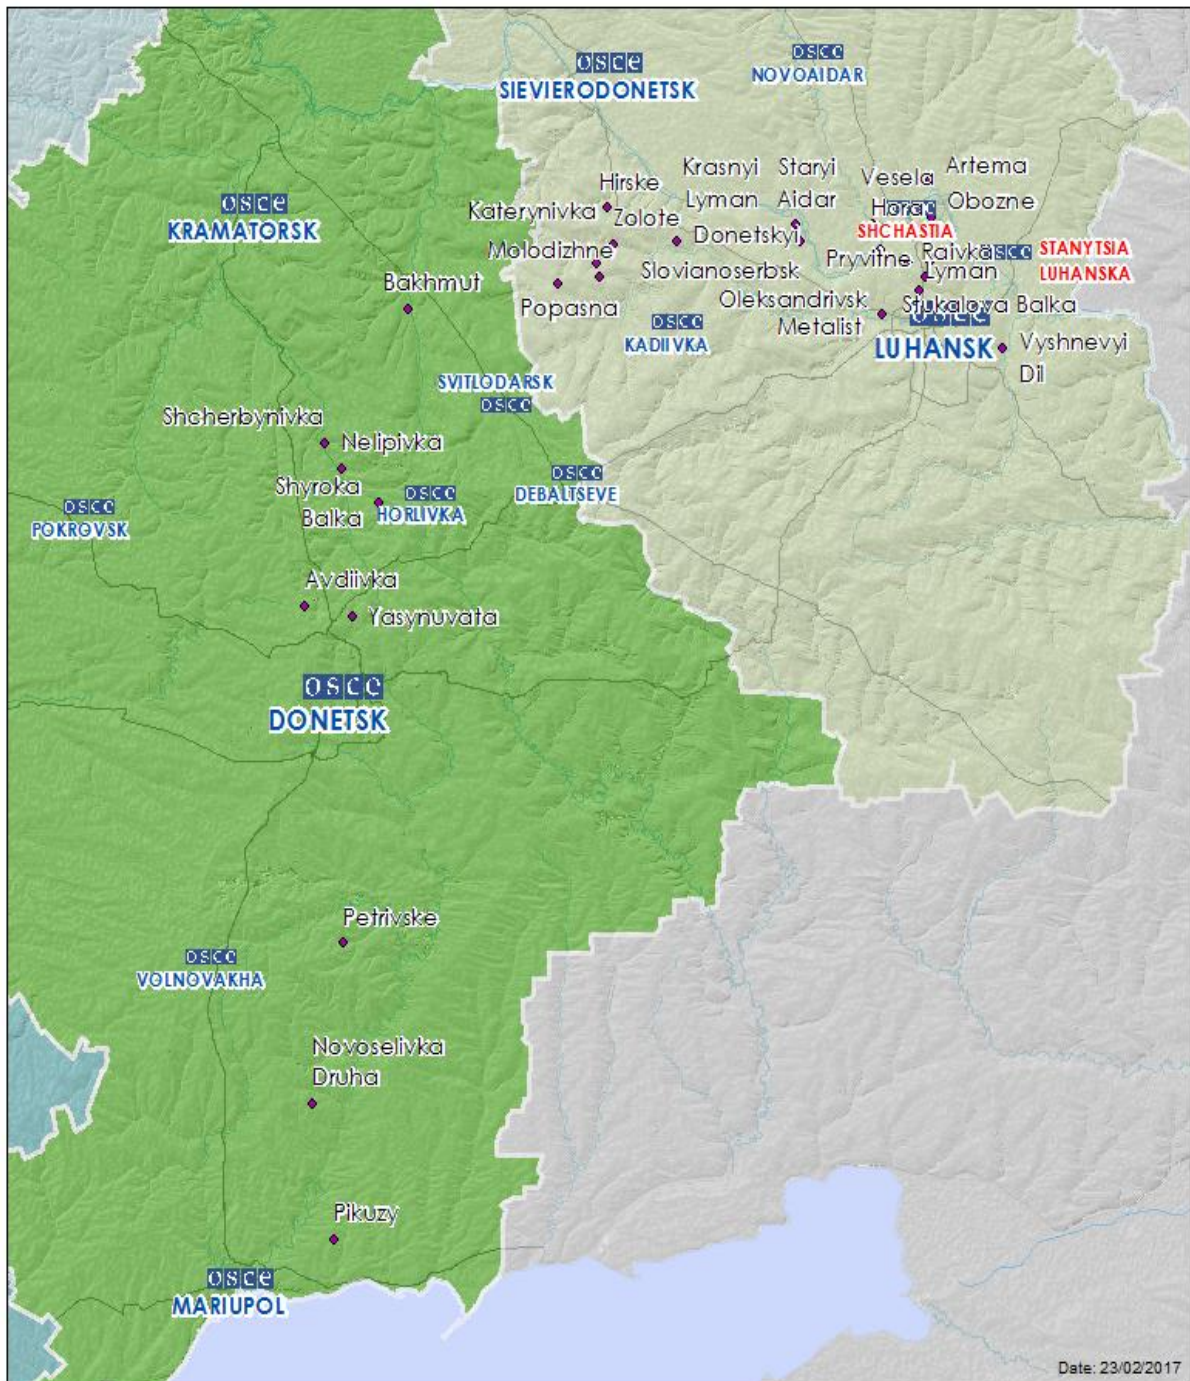 osce
SIEVIERODONETSK
osce
NOVOAIDAR
Krasnyi
Lyman
Staryi
Aidar
Vesela
Hora
Artema
Obozne
osce
KRAMATORSK
Hirske
Katerynivka
Zolote
SHCHASTIA
Molodizhne
Donetskyi
Pryvitne
Raivka
osce
STANYTSIA
LUHANSKA
Lyman
Slovianoserbsk
Bakhmut
Popasna
Oleksandrivsk
Stukalova Balka
osce
KADIIVKA
Metalist
osce
LUHANSK
Vyshnevyi
Dil
SVITLODARSK
osce
Shcherbynivka
Nelipivka
osce
DEBALTSEVE
Shyroka
Balka
osce
HORLIVKA
osce
POKROVSK
Avdiivka
Yasynuvata
osce
DONETSK
Petrivske
osce
VOLNOVAKHA
Novoselivka
Druha
Pikuzy
osce
MARIUPOL
Date: 23/02/2017